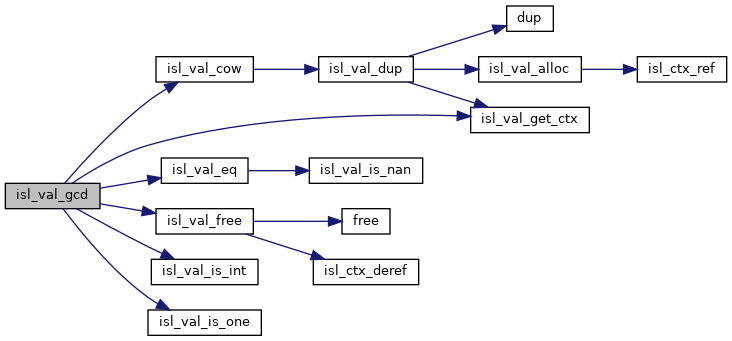 dup
isl_val_cow
isl_val_dup
isl_val_alloc
isl_ctx_ref
isl_val_get_ctx
isl_val_eq
isl_val_is_nan
isl_val_gcd
isl_val_free
free
isl_val_is_int
isl_ctx_deref
isl_val_is_one